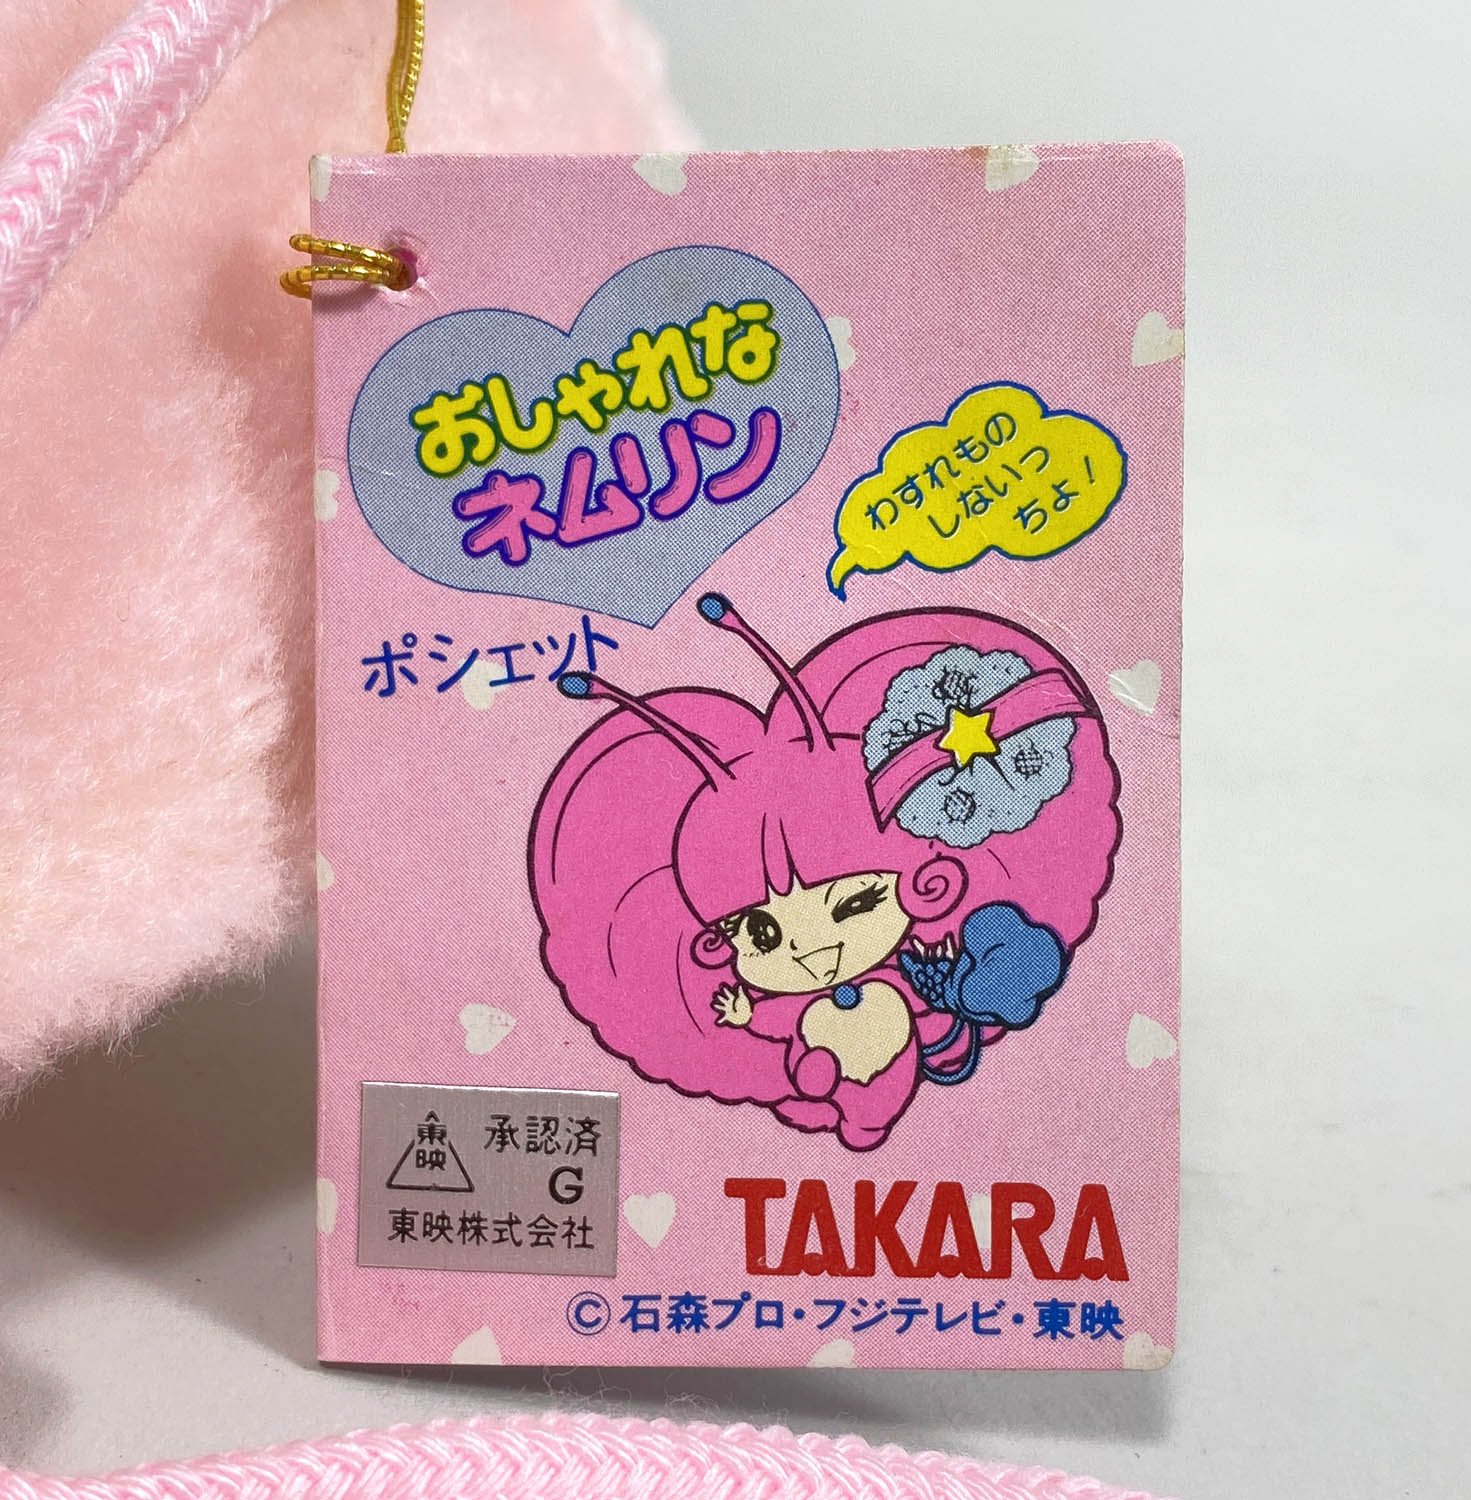 おしゃれな
ネムリン
わすれもの
しないっ
ちょ!
ポシェット
東映
承認済
G
東映株式会社
TAKARA
©石森プロ・フジテレビ・東映